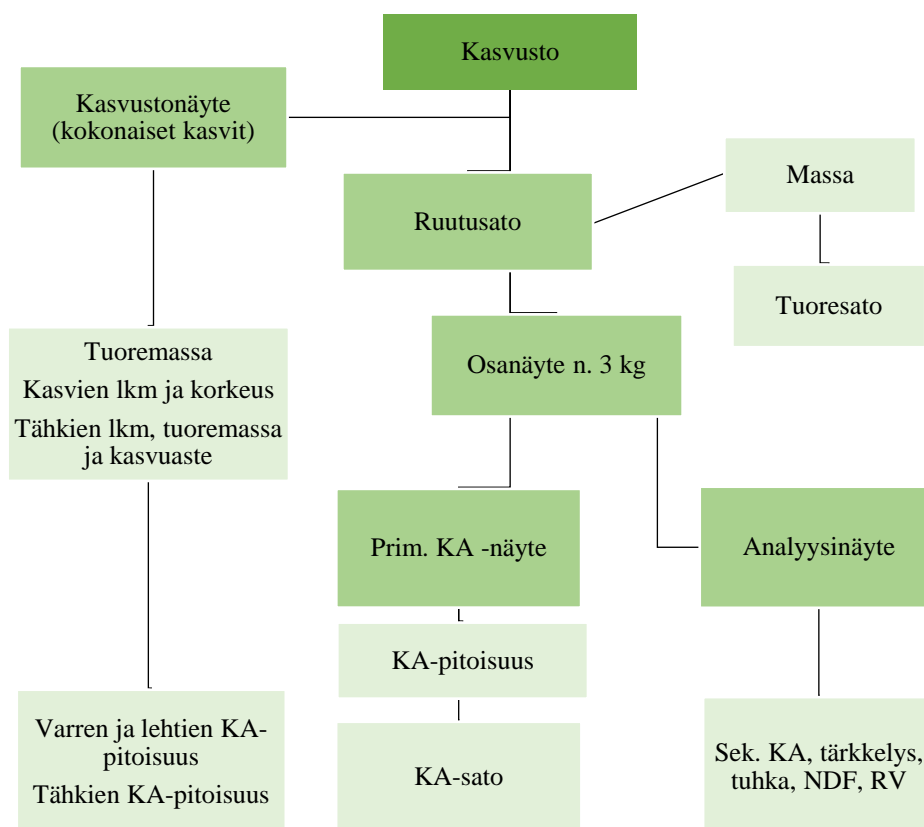 Kasvusto
Kasvustonäyte
(kokonaiset kasvit)
Massa
Ruutusato
Tuoresato
Tuoremassa
Kasvien lkm ja korkeus
Tähkien lkm, tuoremassa
ja kasvuaste
Osanäyte n. 3 kg
Prim. KA -näyte
Analyysinäyte
KA-pitoisuus
Varren ja lehtien KA-
pitoisuus
Tähkien KA-pitoisuus
KA-sato
Sek. KA, tärkkelys,
tuhka, NDF, RV